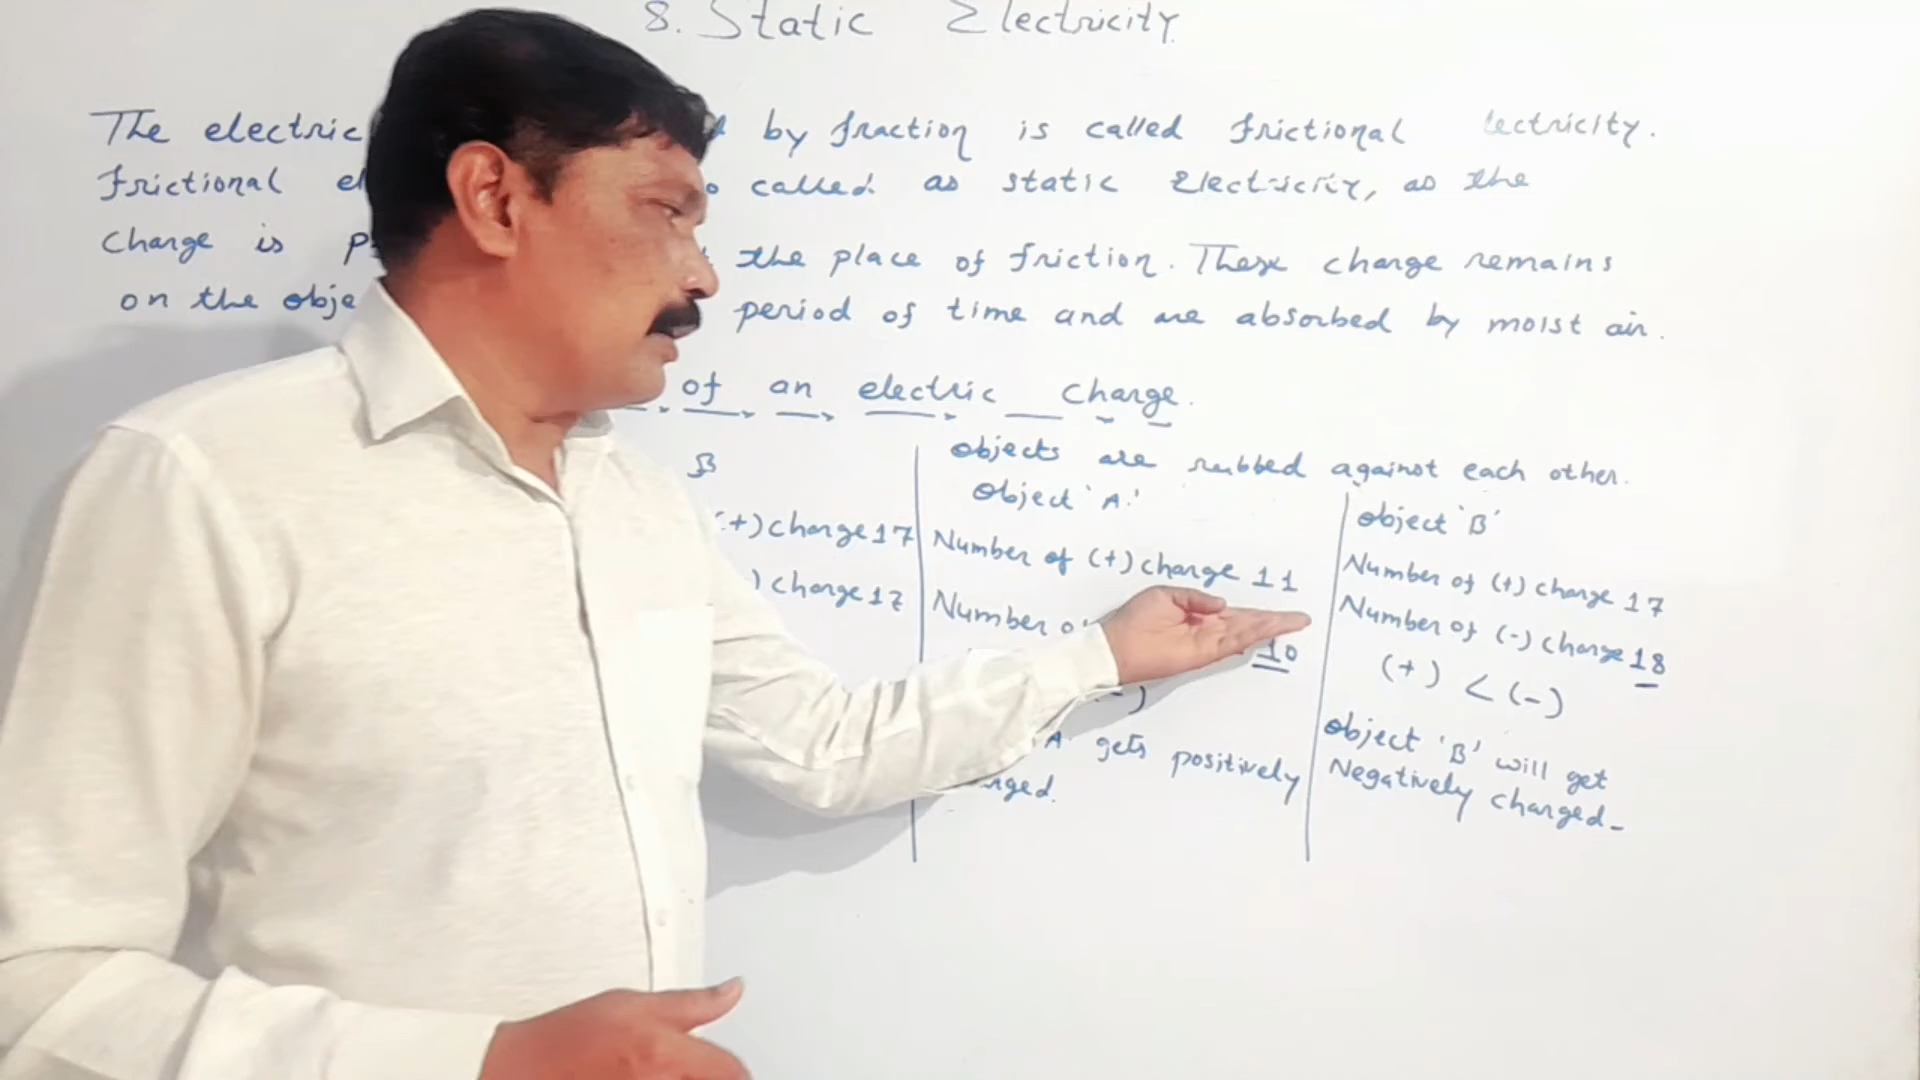 8. Static Electricity
The electric by fraction is called frictional lectricity.
frictional el called as static Electricity, as the
Charge is the place of friction. These charge remains
on the obje period of time and are absorbed by moist air.
of an electric Charge.
B
(+) charge 17
) charge 17
objects are rubbed against each other.
Object 'A'
Number of (+) charge 11
Number of
10
A gets positively
rged.
object 'B'
Number of (+) charge 17
Number of (-) charge 18
(+) < (-)
object 'B' will get
Negatively charged-